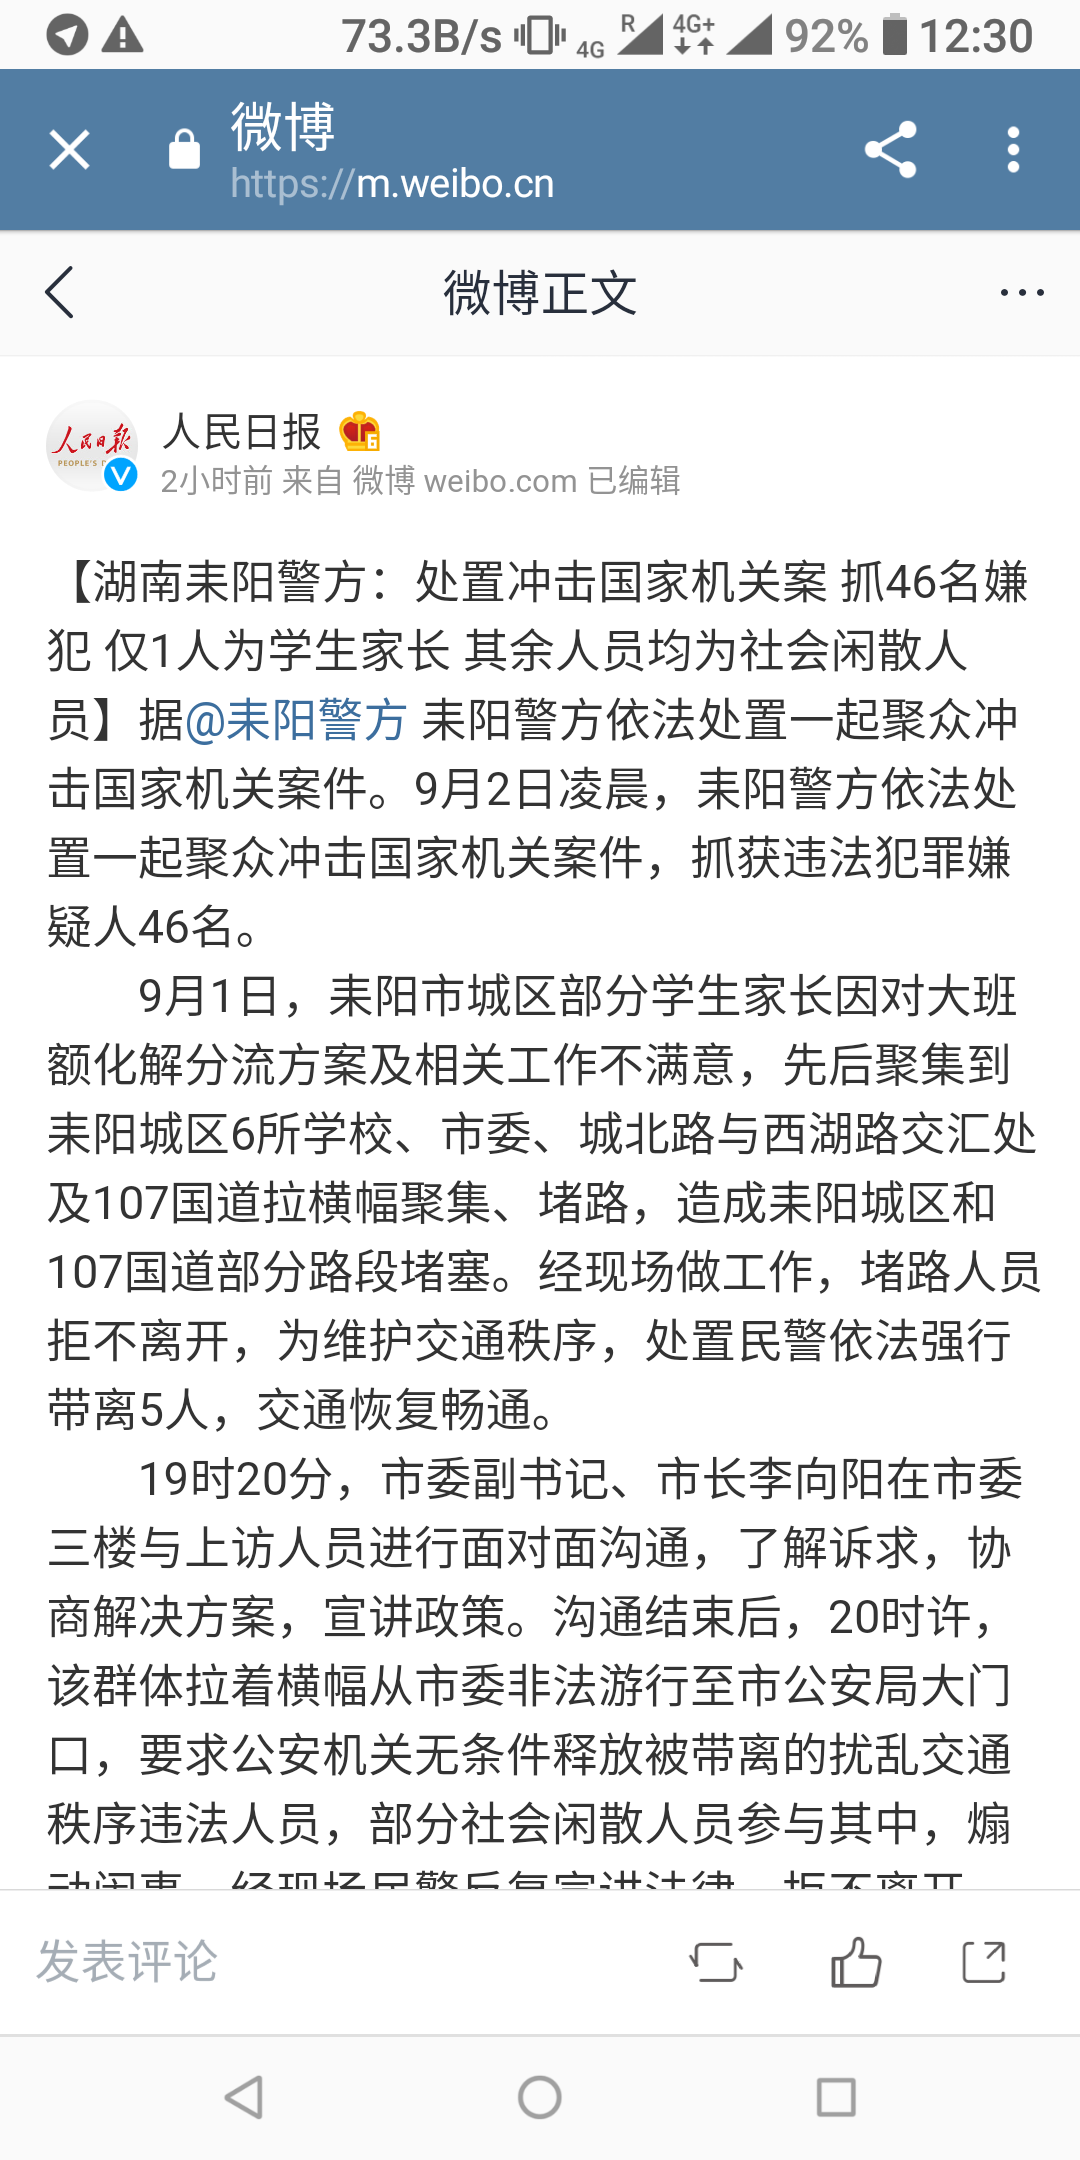 73.3B/s 4G R 4G+ 92% 12:30
微博
https://m.weibo.cn
微博正文
人民日报 6
人民日报
PEOPLE'S D
2小时前 来自 微博 weibo.com 已编辑
【湖南耒阳警方：处置冲击国家机关案 抓46名嫌
犯 仅1人为学生家长 其余人员均为社会闲散人
员】据@耒阳警方 耒阳警方依法处置一起聚众冲
击国家机关案件。9月2日凌晨，耒阳警方依法处
置一起聚众冲击国家机关案件，抓获违法犯罪嫌
疑人46名。
9月1日，耒阳市城区部分学生家长因对大班
额化解分流方案及相关工作不满意，先后聚集到
耒阳城区6所学校、市委、城北路与西湖路交汇处
及107国道拉横幅聚集、堵路，造成耒阳城区和
107国道部分路段堵塞。经现场做工作，堵路人员
拒不离开，为维护交通秩序，处置民警依法强行
带离5人，交通恢复畅通。
19时20分，市委副书记、市长李向阳在市委
三楼与上访人员进行面对面沟通，了解诉求，协
商解决方案，宣讲政策。沟通结束后，20时许，
该群体拉着横幅从市委非法游行至市公安局大门
口，要求公安机关无条件释放被带离的扰乱交通
秩序违法人员，部分社会闲散人员参与其中，煽
动闹事。经现场民警反复宣讲法律，拒不离开
发表评论